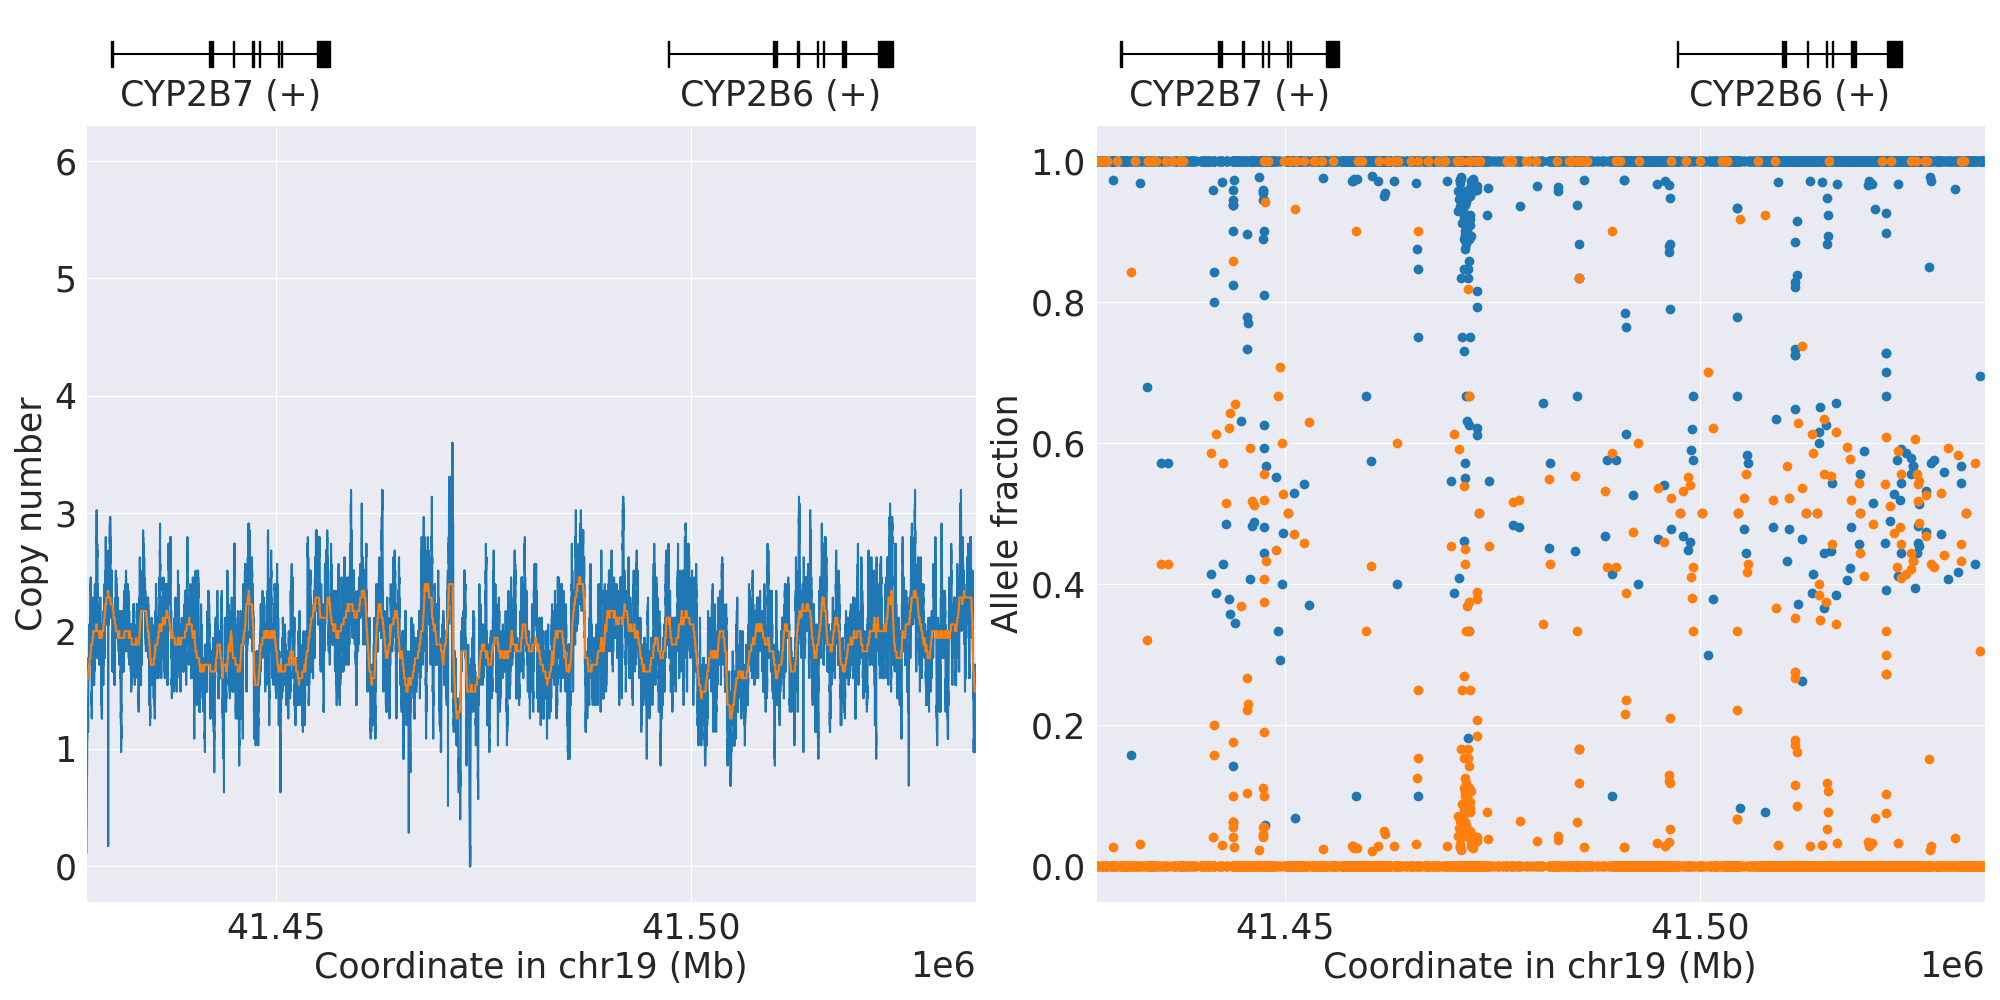 CYP2B7 (+) CYP2B6 (+)
6
5
4
3
2
1
0
Copy number
41.45 41.50
Coordinate in chr19 (Mb) 1e6
CYP2B7 (+) CYP2B6 (+)
1.0
0.8
0.6
0.4
0.2
0.0
Allele fraction
41.45 41.50
Coordinate in chr19 (Mb) 1e6